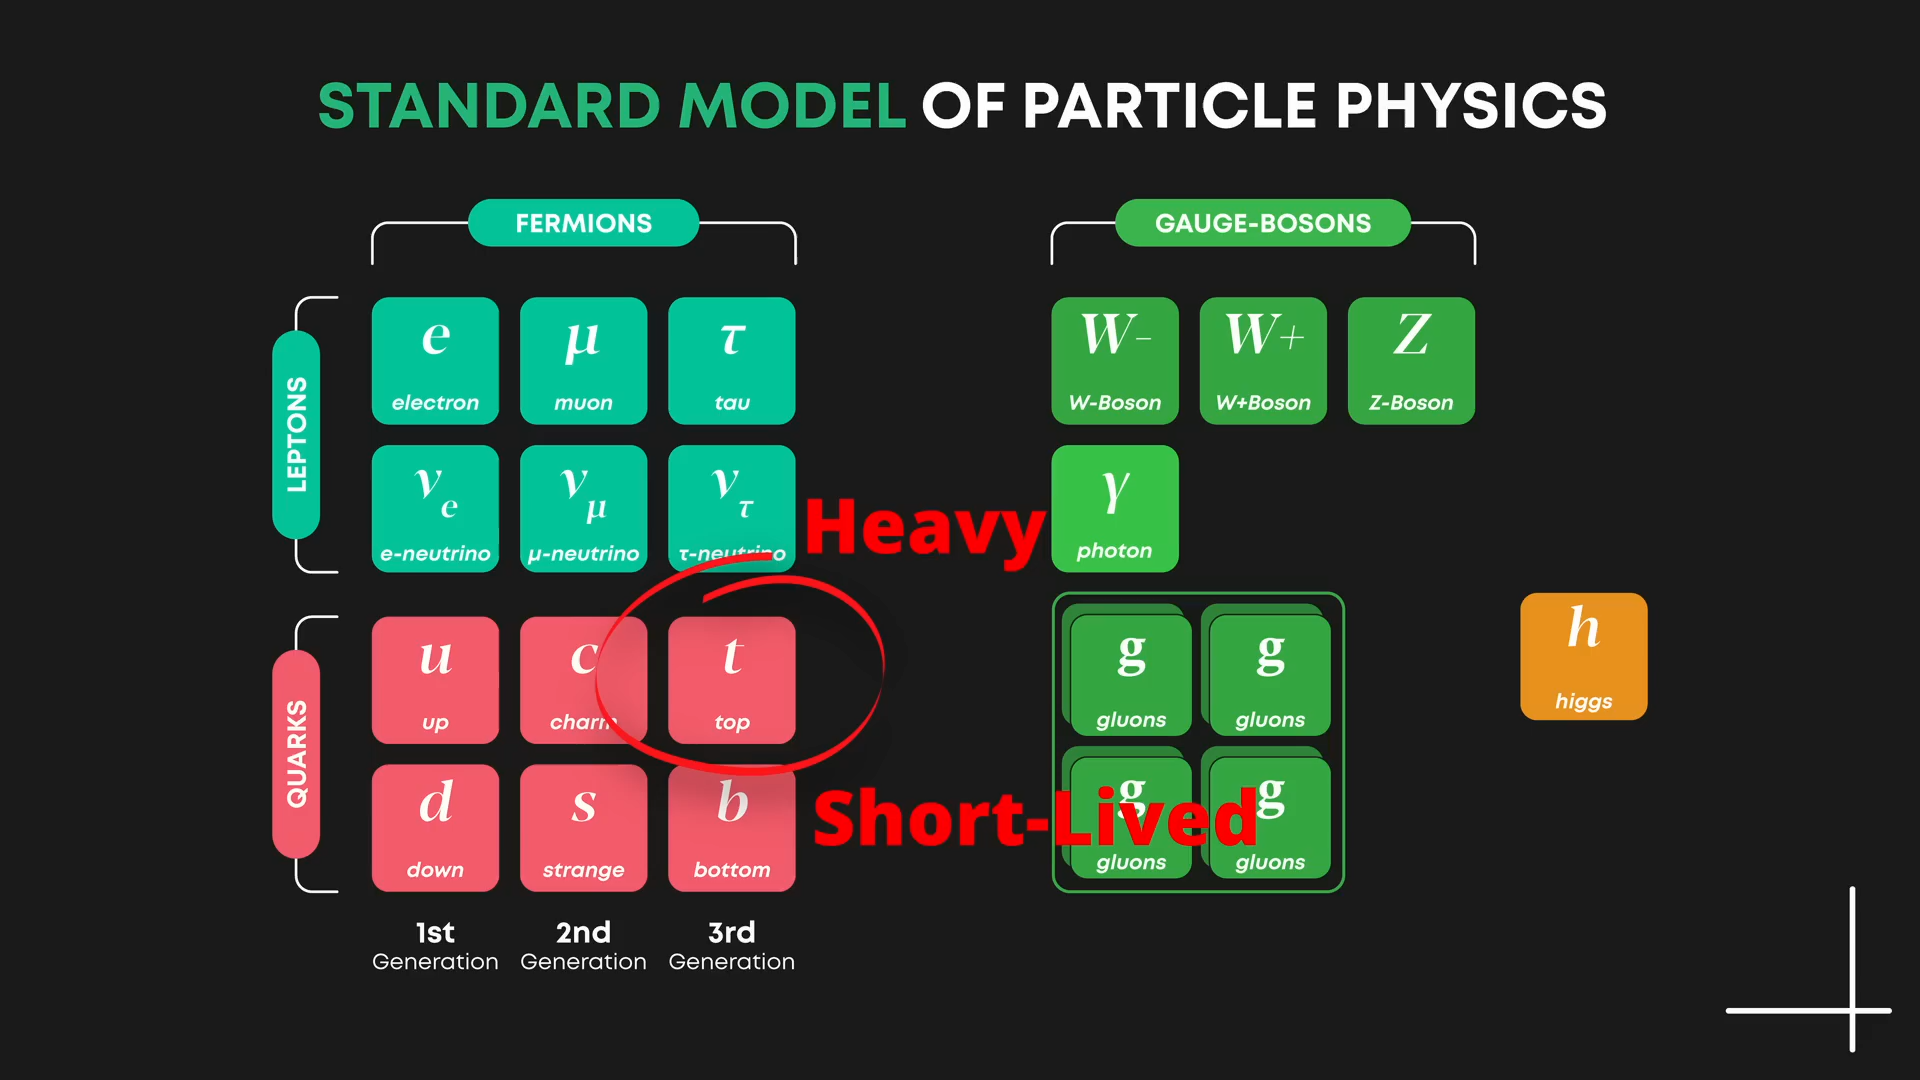 STANDARD MODEL OF PARTICLE PHYSICS
FERMIONS
GAUGE-BOSONS
LEPTONS
e
electron
μ
muon
τ
tau
W-
W-Boson
W+
W+Boson
Z
Z-Boson
νe
e-neutrino
νμ
μ-neutrino
ντ
τ-neutrino
Heavy
γ
photon
QUARKS
u
up
c
charm
t
top
g
gluons
g
gluons
h
higgs
d
down
s
strange
b
bottom
Short-Lived
g
gluons
g
gluons
1st
Generation
2nd
Generation
3rd
Generation